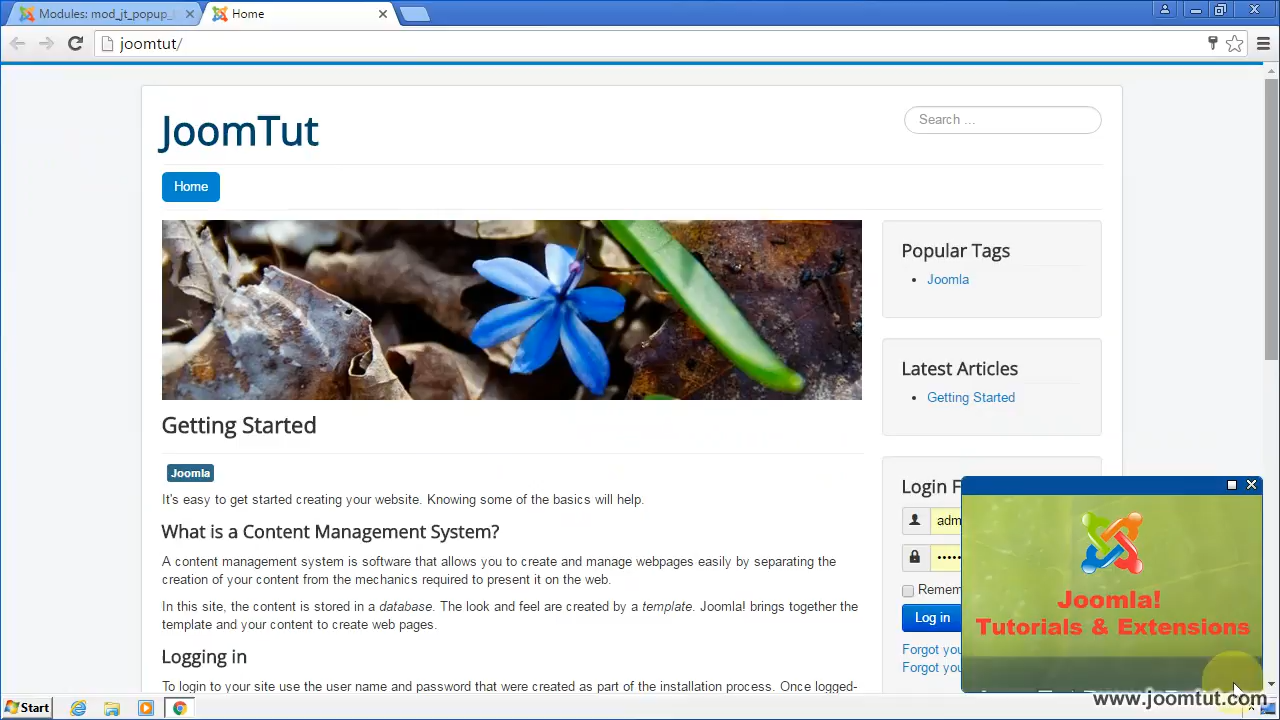 Modules: mod_jt_popup_
Home
joomtut/
JoomTut
Search ...
Home
Popular Tags
Joomla
Latest Articles
Getting Started
Getting Started
Joomla
It's easy to get started creating your website. Knowing some of the basics will help.
What is a Content Management System?
A content management system is software that allows you to create and manage webpages easily by separating the
creation of your content from the mechanics required to present it on the web.
In this site, the content is stored in a database. The look and feel are created by a template. Joomla! brings together the
template and your content to create web pages.
Logging in
To login to your site use the user name and password that were created as part of the installation process. Once logged-
Login F
adm
Remem
Log in
Forgot you
Forgot you
Joomla!
Tutorials & Extensions
www.joomtut.com
Start